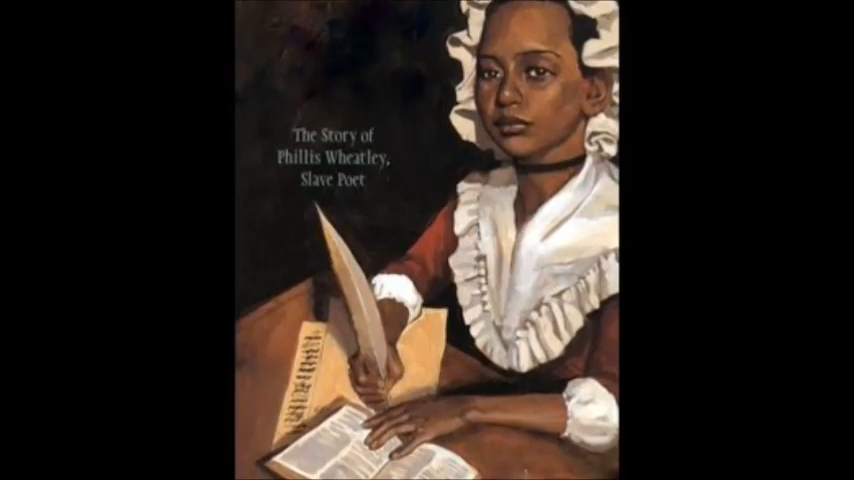 The Story of
Phillis Wheatley,
Slave Poet